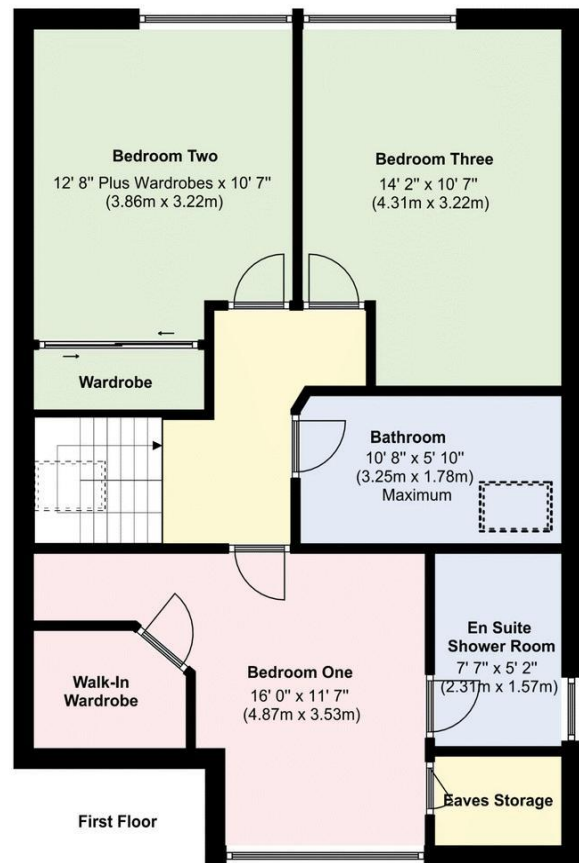 Bedroom Two
12' 8" Plus Wardrobes x 10' 7"
(3.86m x 3.22m)
Bedroom Three
14' 2" x 10' 7"
(4.31m x 3.22m)
Wardrobe
Bathroom
10' 8" x 5' 10"
(3.25m x 1.78m)
Maximum
Bedroom One
16' 0" x 11' 7"
(4.87m x 3.53m)
En Suite
Shower Room
7' 7" x 5' 2"
(2.31m x 1.57m)
Walk-In
Wardrobe
Eaves Storage
First Floor